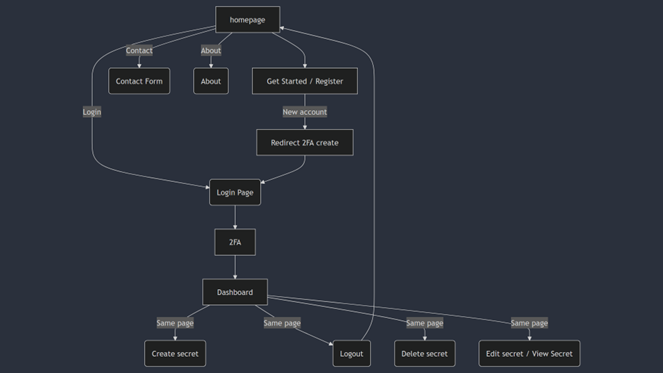 homepage
Contact
About
Contact Form
About
Get Started / Register
Login
New account
Redirect 2FA create
Login Page
2FA
Dashboard
Same page
Same page
Same page
Same page
Create secret
Logout
Delete secret
Edit secret / View Secret